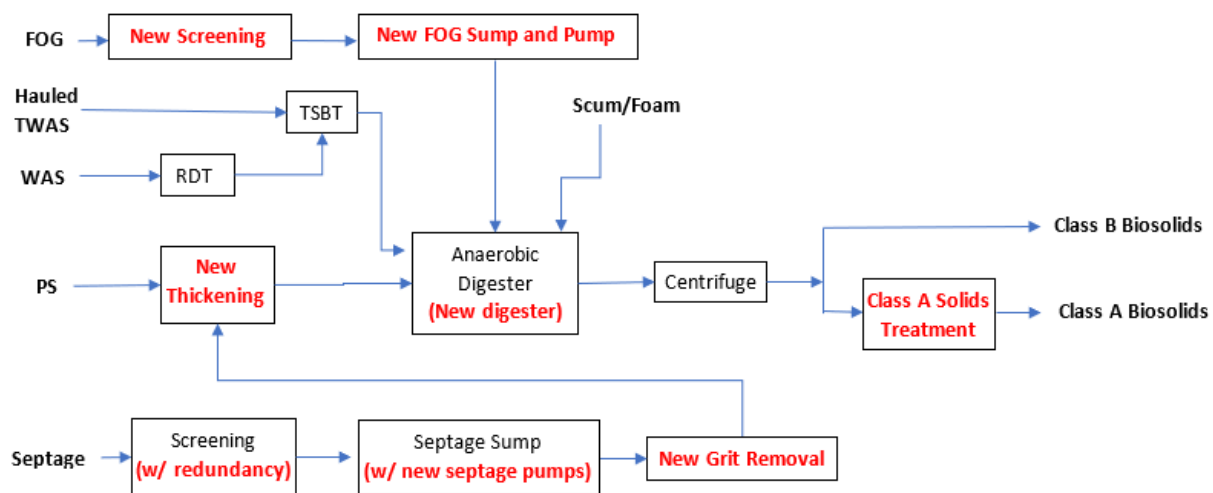 FOG
New Screening
New FOG Sump and Pump
Hauled
TWAS
TSBT
Scum/Foam
WAS
RDT
PS
New
Thickening
Anaerobic
Digester
(New digester)
Centrifuge
Class B Biosolids
Class A Solids
Treatment
Class A Biosolids
Septage
Screening
(w/ redundancy)
Septage Sump
(w/ new septage pumps)
New Grit Removal